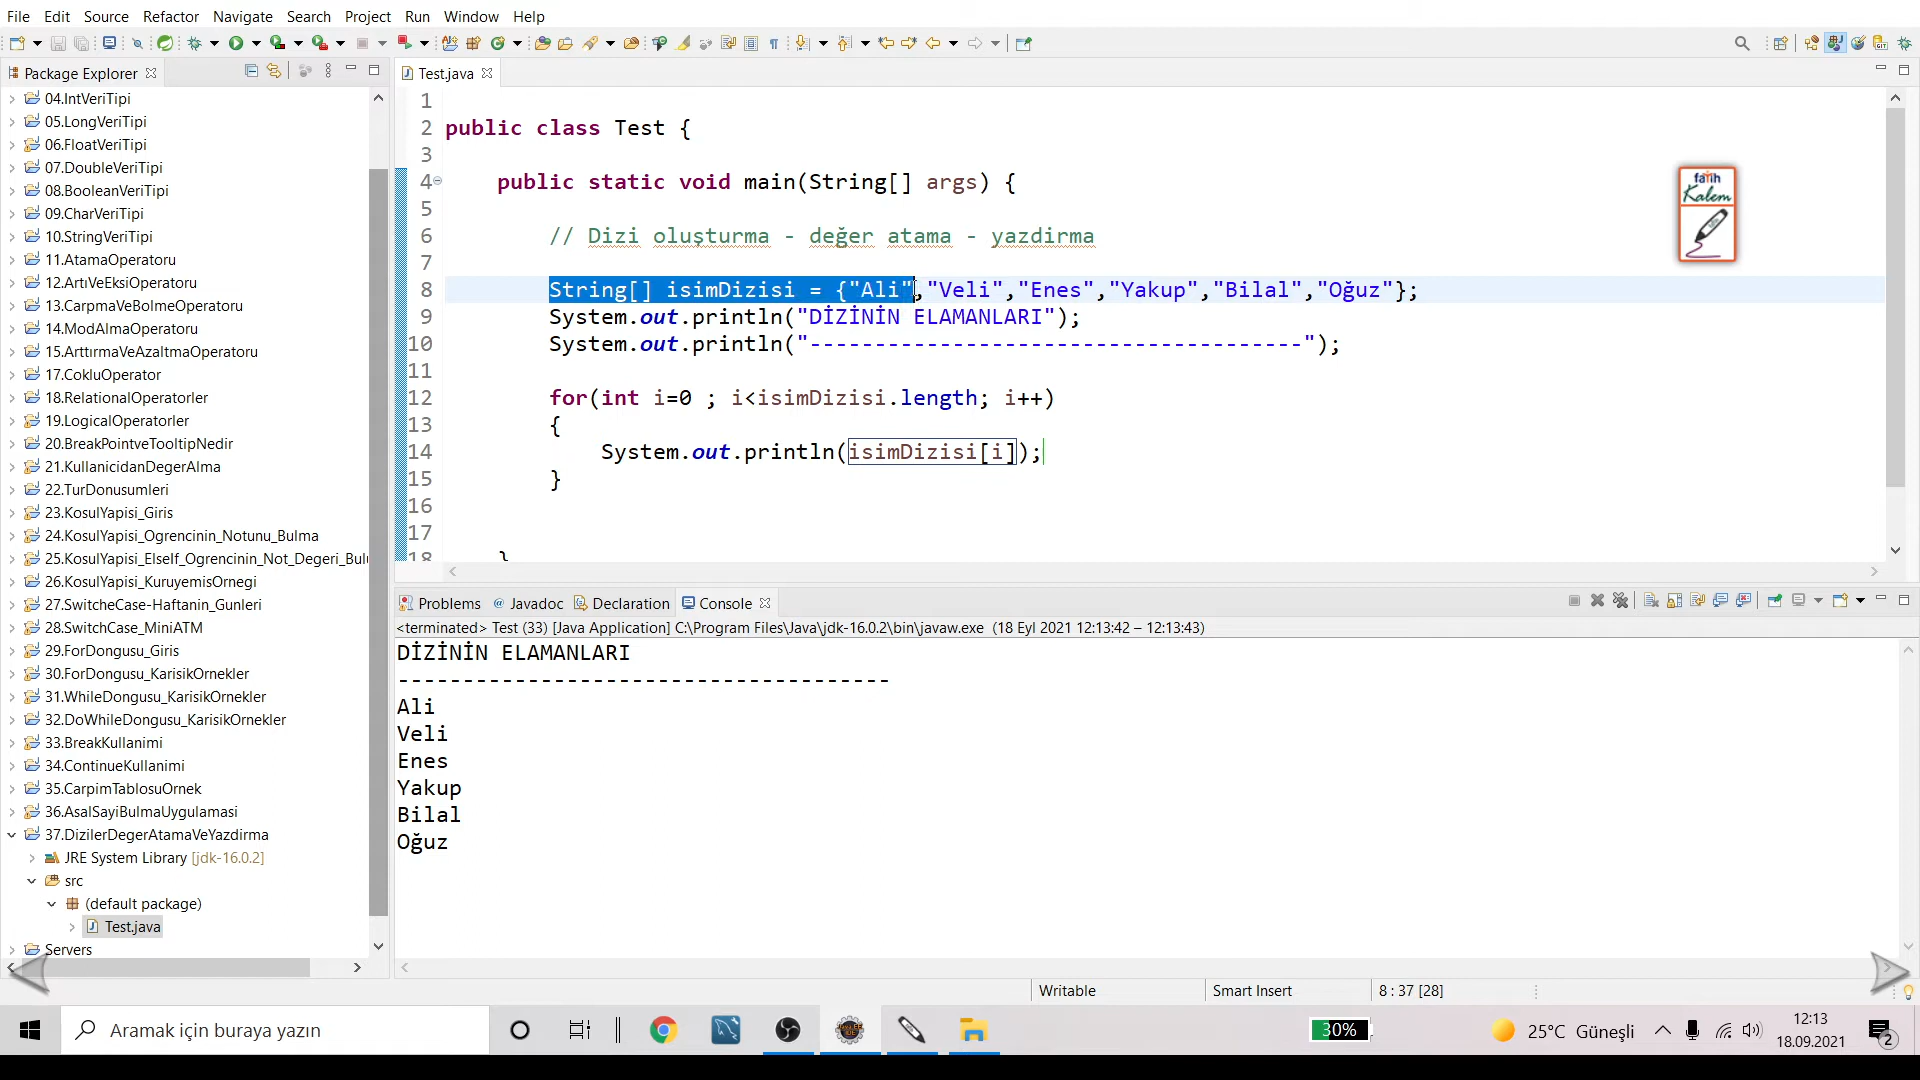 File Edit Source Refactor Navigate Search Project Run Window Help
Package Explorer
Test.java
04.IntVeriTipi
05.LongVeriTipi
06.FloatVeriTipi
07.DoubleVeriTipi
08.BooleanVeriTipi
09.CharVeriTipi
10.StringVeriTipi
11.AtamaOperatoru
12.ArtıVeEksiOperatoru
13.CarpmaVeBolmeOperatoru
14.ModAlmaOperatoru
15.ArttırmaVeAzaltmaOperatoru
17.CokluOperator
18.RelationalOperatorler
19.LogicalOperatorler
20.BreakPointveTooltipNedir
21.KullanicidanDegerAlma
22.TurDonusumleri
23.KosulYapisi_Giris
24.KosulYapisi_Ogrencinin_Notunu_Bulma
25.KosulYapisi_ElseIf_Ogrencinin_Not_Degeri_Bul
26.KosulYapisi_KuruyemisOrnegi
27.SwitcheCase-Haftanin_Gunleri
28.SwitchCase_MiniATM
29.ForDongusu_Giris
30.ForDongusu_KarisikOrnekler
31.WhileDongusu_KarisikOrnekler
32.DoWhileDongusu_KarisikOrnekler
33.BreakKullanimi
34.ContinueKullanimi
35.CarpimTablosuOrnek
36.AsalSayiBulmaUygulamasi
37.DizilerDegerAtamaVeYazdirma
JRE System Library [jdk-16.0.2]
src
(default package)
Test.java
Servers
1
2 public class Test {
3
4 public static void main(String[] args) {
5
6 // Dizi oluşturma - değer atama - yazdirma
7
8 String[] isimDizisi = {"Ali","Veli","Enes","Yakup","Bilal","Oğuz"};
9 System.out.println("DİZİNİN ELAMANLARI");
10 System.out.println("--------------------------------------");
11
12 for(int i=0 ; i<isimDizisi.length; i++)
13 {
14 System.out.println(isimDizisi[i]);
15 }
16
17
18 }
fatih
Kalem
Problems Javadoc Declaration Console
<terminated> Test (33) [Java Application] C:\Program Files\Java\jdk-16.0.2\bin\javaw.exe (18 Eyl 2021 12:13:42 – 12:13:43)
DİZİNİN ELAMANLARI
--------------------------------------
Ali
Veli
Enes
Yakup
Bilal
Oğuz
Writable Smart Insert 8 : 37 [28]
Aramak için buraya yazın
30%
25°C Güneşli
12:13
18.09.2021
2